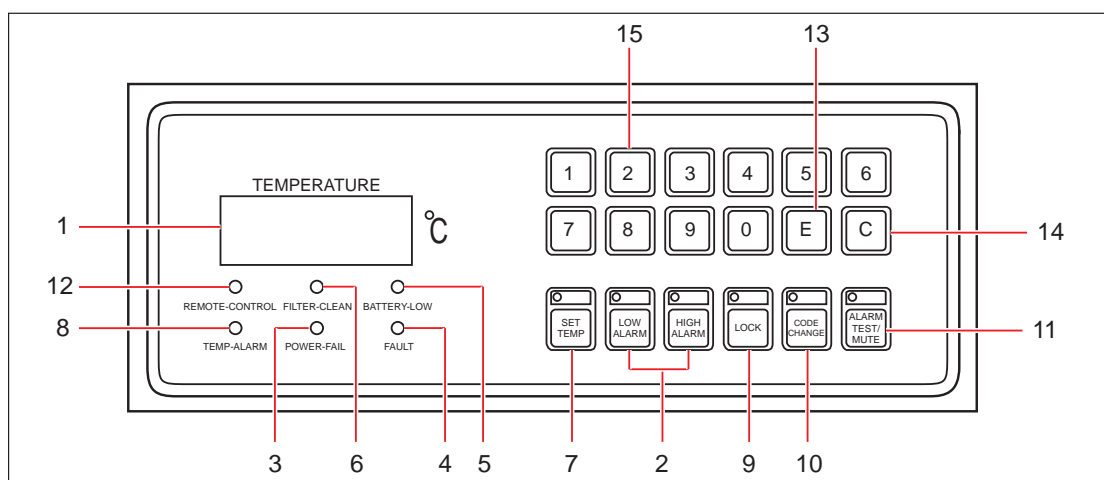 15 13
1 2 3 4 5 6
TEMPERATURE
1 °C
7 8 9 0 E C
14
12
REMOTE-CONTROL FILTER-CLEAN BATTERY-LOW
8
TEMP-ALARM POWER-FAIL FAULT
SET
TEMP
LOW
ALARM
HIGH
ALARM
LOCK
CODE
CHANGE
ALARM
TEST/
MUTE
11
3 6 4 5 7 2 9 10